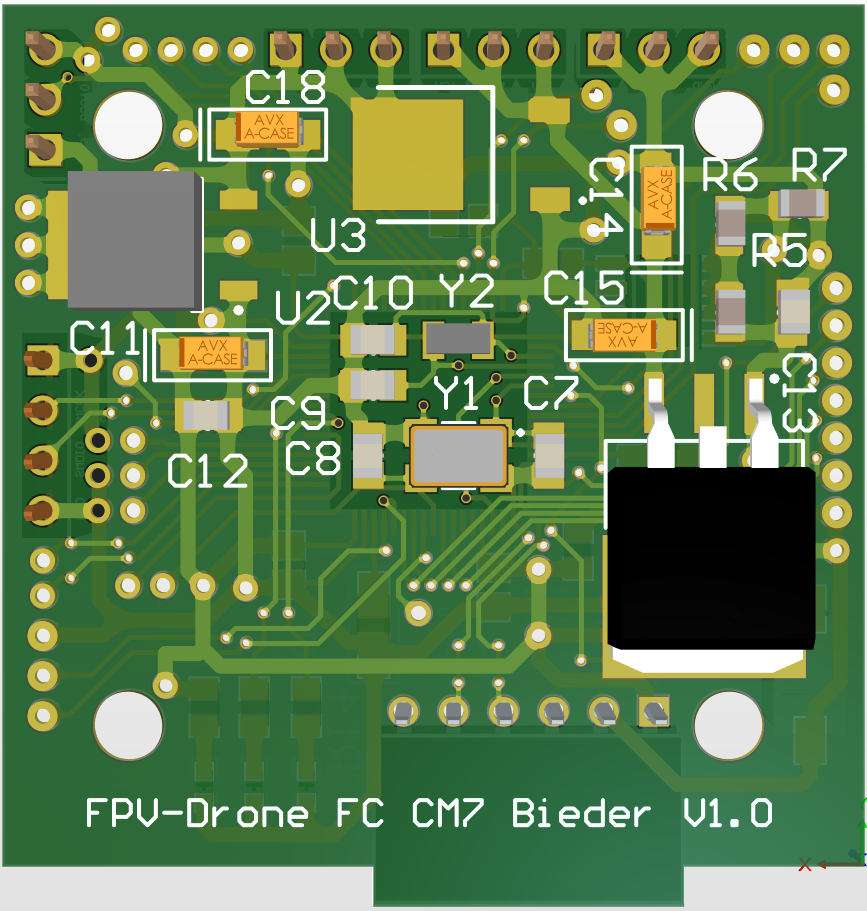 C18
AVX
A-CASE
C14
AVX
A-CASE
R6
R7
U3
R5
U2
C10
Y2
C15
C11
AVX
A-CASE
AVX
A-CASE
Y1
C7
C13
C9
C8
C12
FPV-Drone FC CM7 Bieder V1.0
X